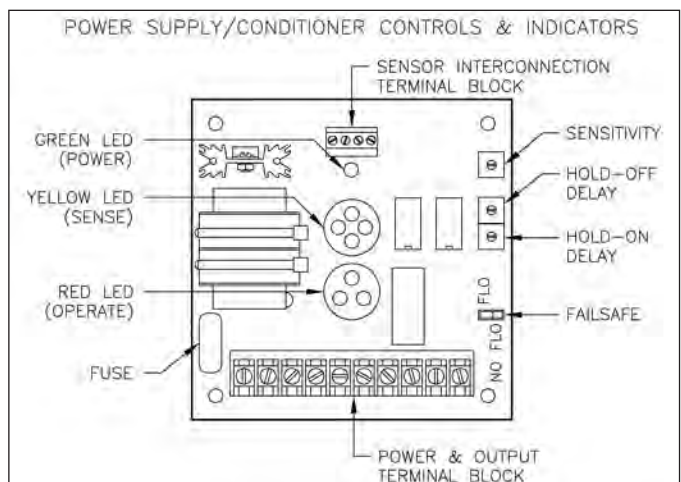 POWER SUPPLY/CONDITIONER CONTROLS & INDICATORS
SENSOR INTERCONNECTION
TERMINAL BLOCK
GREEN LED
(POWER)
SENSITIVITY
YELLOW LED
(SENSE)
HOLD-OFF
DELAY
HOLD-ON
DELAY
RED LED
(OPERATE)
FLO
NO FLO
FAILSAFE
FUSE
POWER & OUTPUT
TERMINAL BLOCK